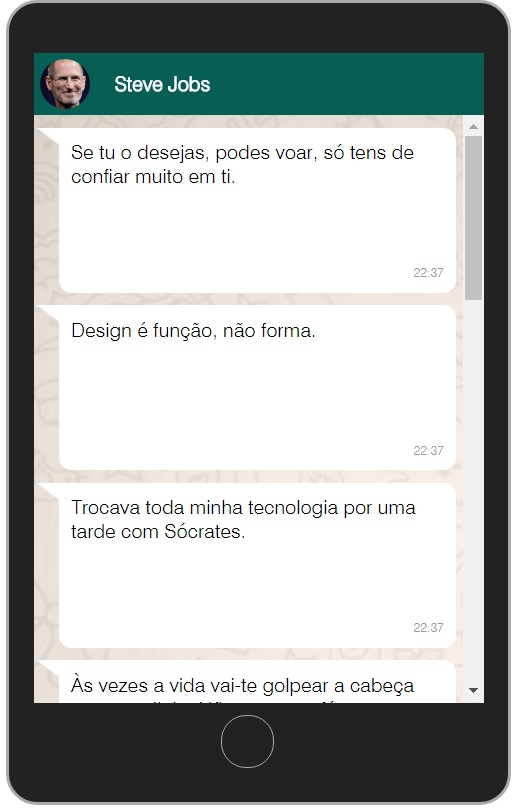 Steve Jobs
Se tu o desejas, podes voar, só tens de
confiar muito em ti.
22:37
Design é função, não forma.
22:37
Trocava toda minha tecnologia por uma
tarde com Sócrates.
22:37
Às vezes a vida vai-te golpear a cabeça